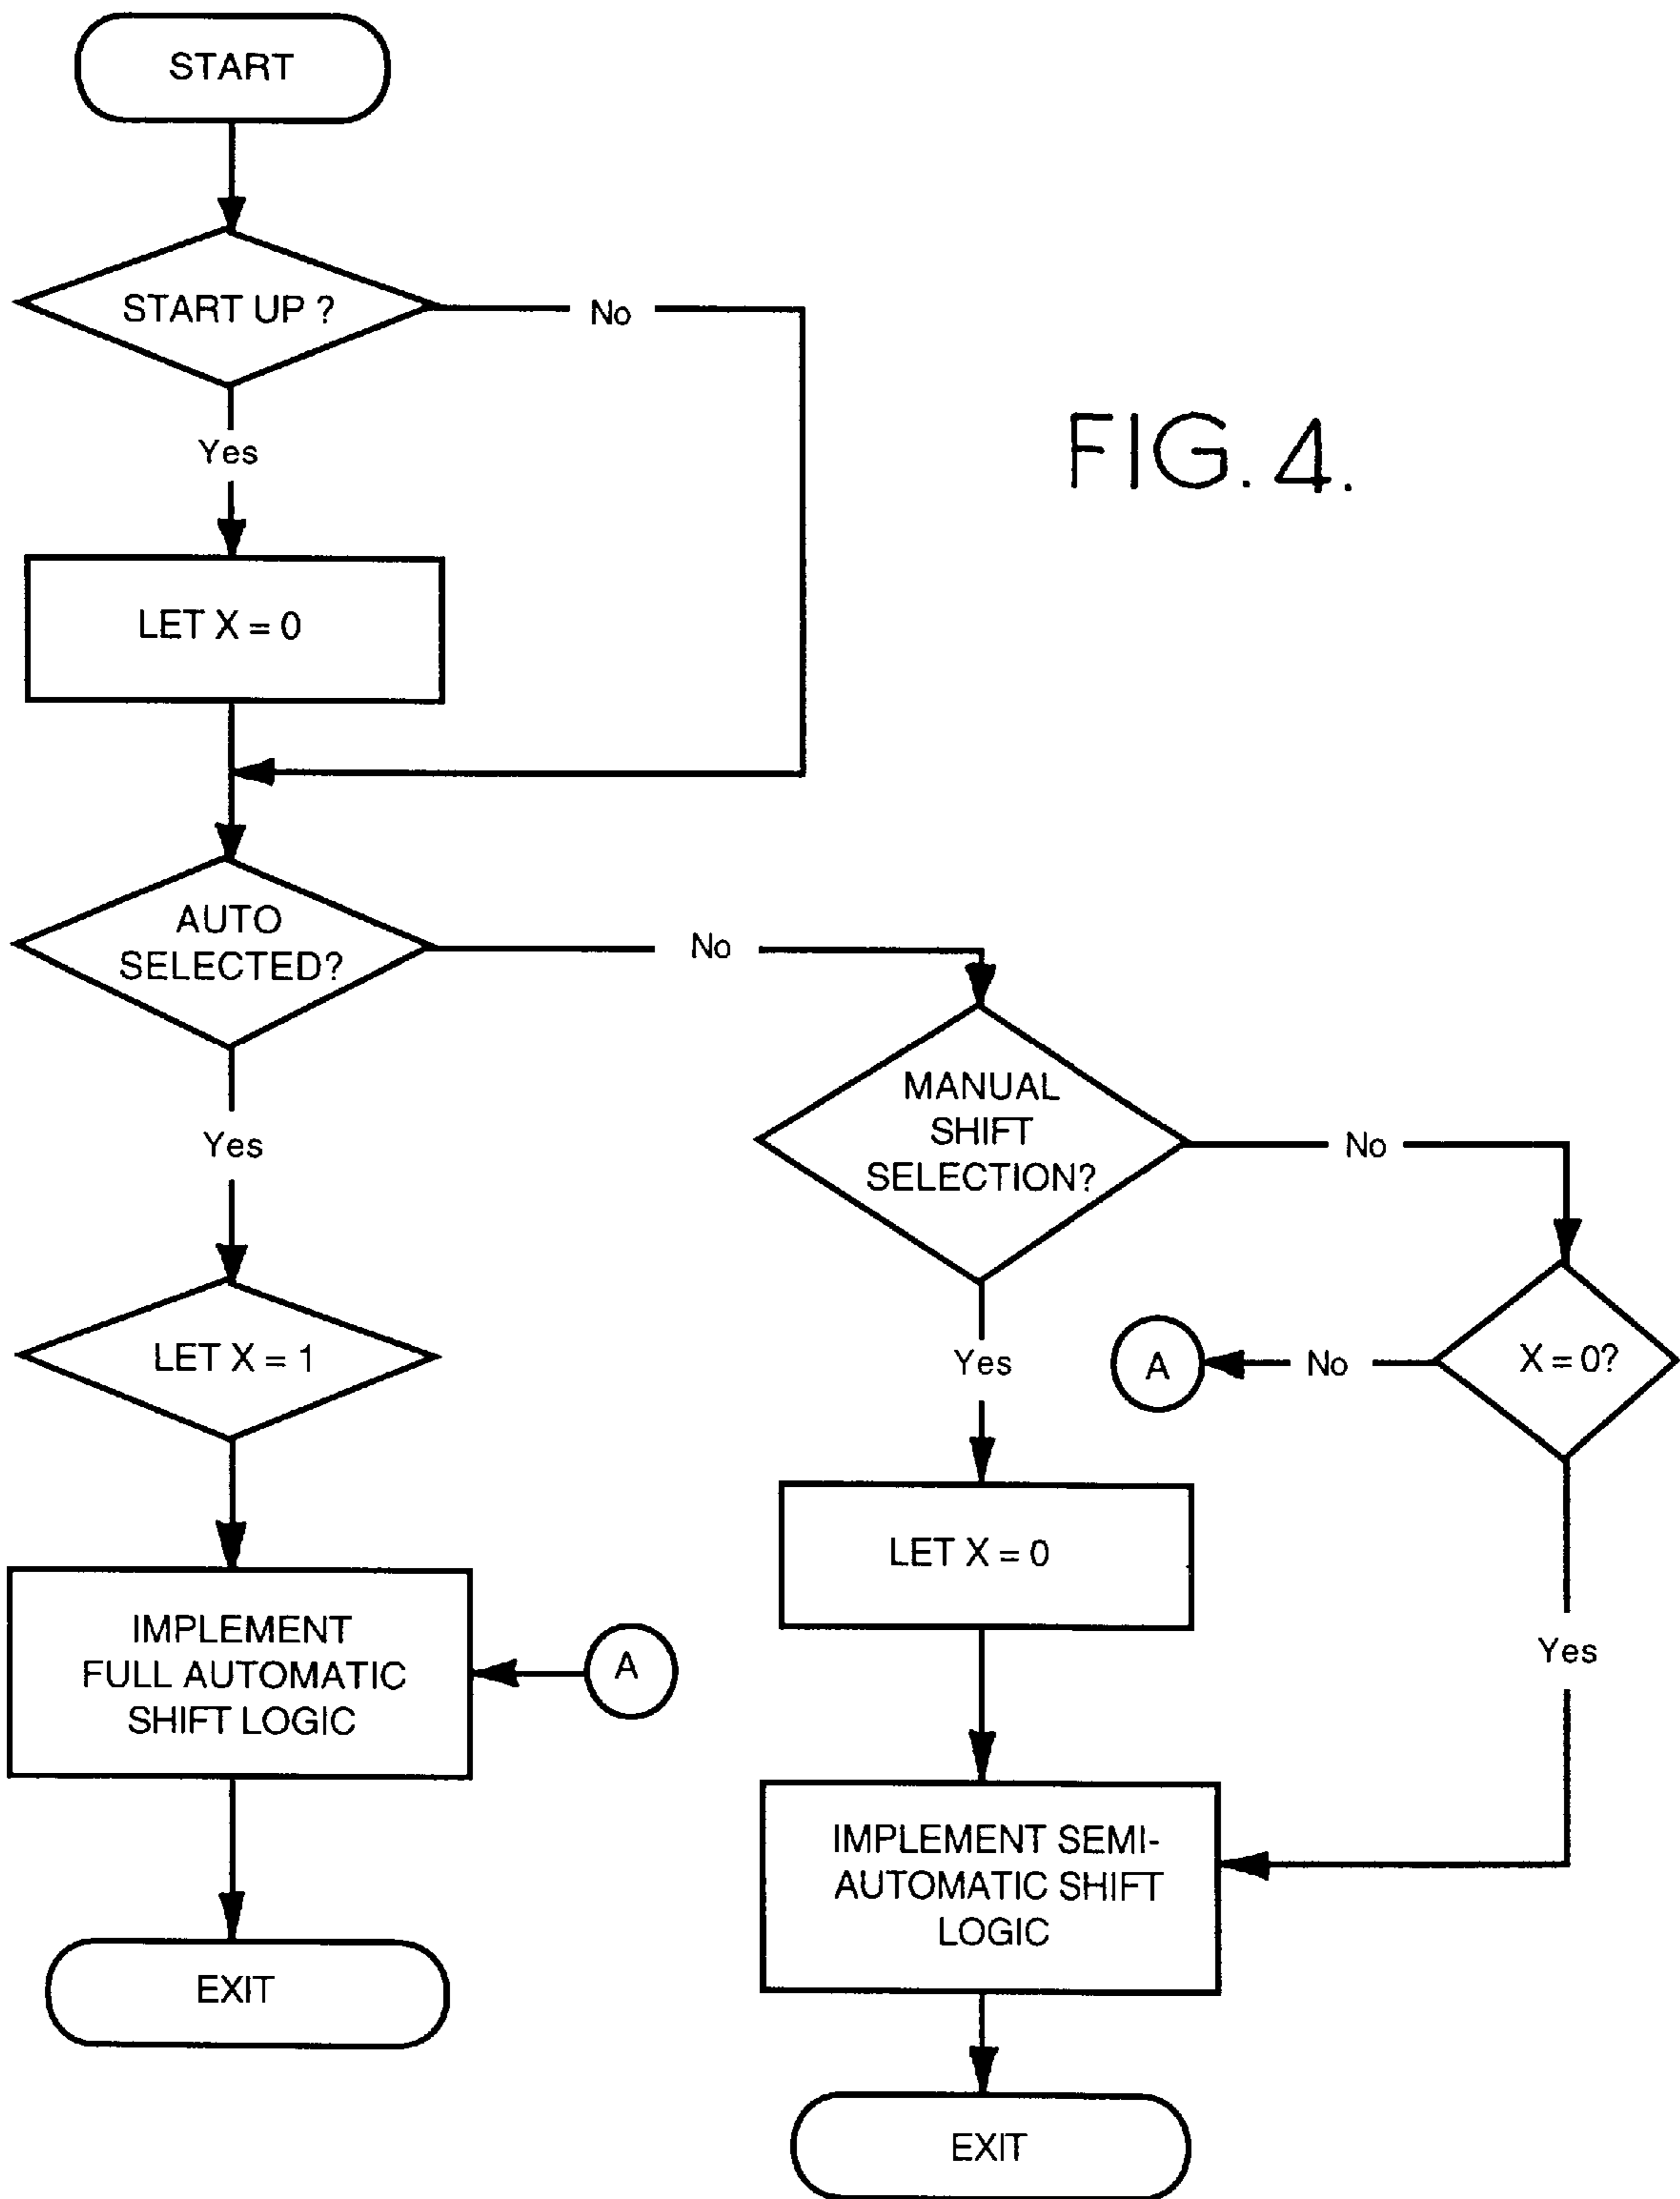 START
START UP ?
No
Yes
FIG. 4.
LET X = 0
AUTO
SELECTED?
No
MANUAL
SHIFT
SELECTION?
No
Yes
LET X = 1
Yes
A
No
X = 0?
LET X = 0
IMPLEMENT
FULL AUTOMATIC
SHIFT LOGIC
A
Yes
IMPLEMENT SEMI-
AUTOMATIC SHIFT
LOGIC
EXIT
EXIT